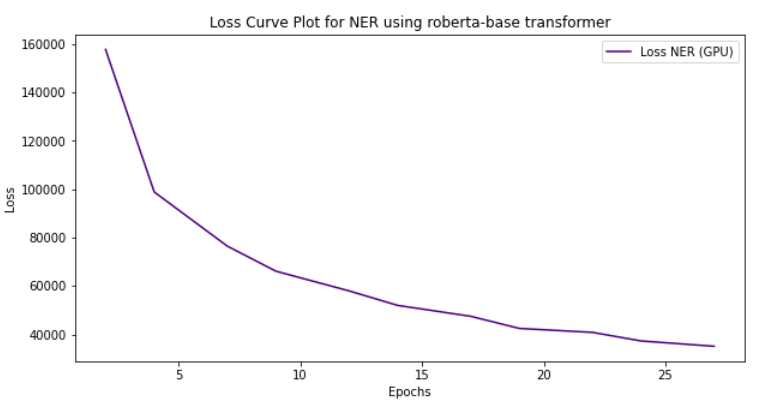 Loss Curve Plot for NER using roberta-base transformer
Loss NER (GPU)
160000
140000
120000
100000
80000
60000
40000
Loss
5 10 15 20 25
Epochs